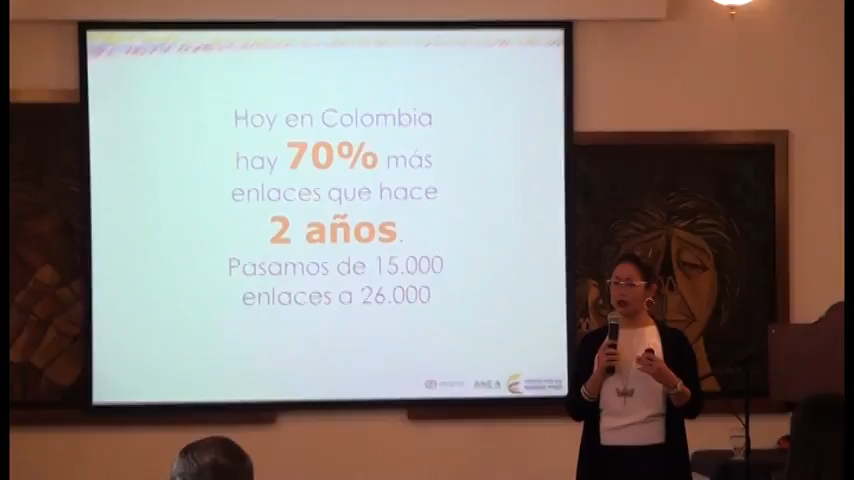 Hoy en Colombia
hay 70% más
enlaces que hace
2 años.
Pasamos de 15.000
enlaces a 26.000